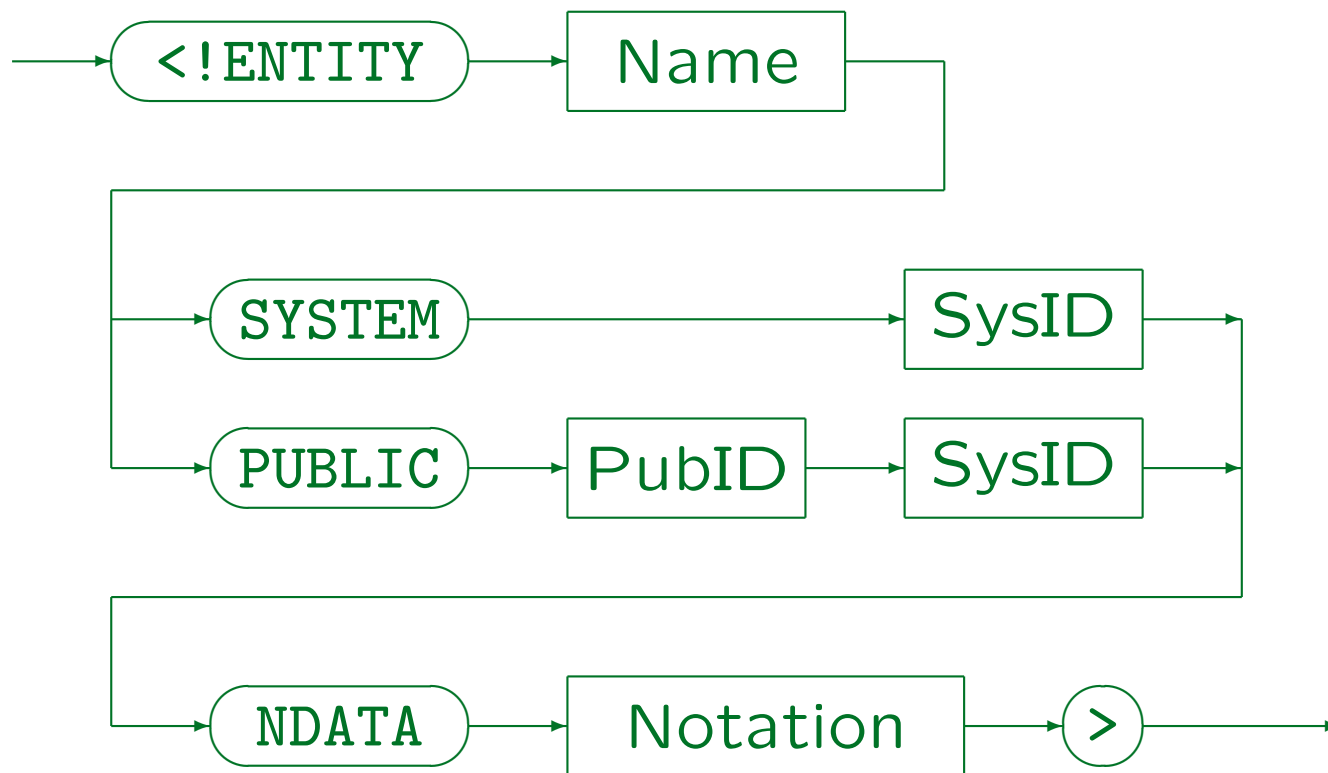 <!ENTITY Name
SYSTEM SysID
PUBLIC PubID SysID
NDATA Notation >